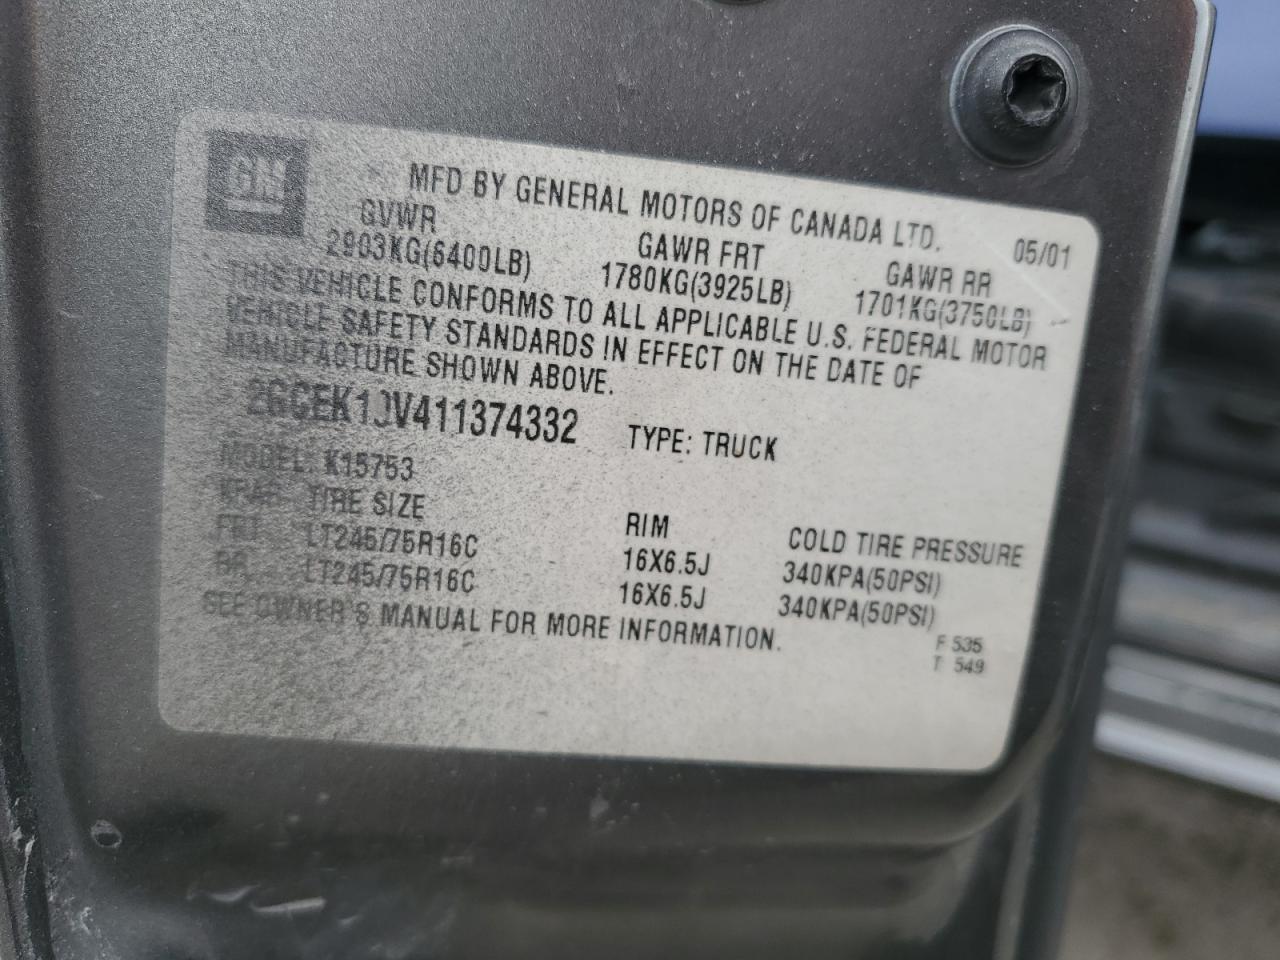 GM
MFD BY GENERAL MOTORS OF CANADA LTD. 05/01
GVWR GAWR FRT GAWR RR
2903KG(6400LB) 1780KG(3925LB) 1701KG(3750LB)
THIS VEHICLE CONFORMS TO ALL APPLICABLE U.S. FEDERAL MOTOR
VEHICLE SAFETY STANDARDS IN EFFECT ON THE DATE OF
MANUFACTURE SHOWN ABOVE.
TYPE: TRUCK
MODEL: K15753
TIRE SIZE RIM COLD TIRE PRESSURE
FRT LT245/75R16C 16X6.5J 340KPA(50PSI)
RR LT245/75R16C 16X6.5J 340KPA(50PSI)
SEE OWNER'S MANUAL FOR MORE INFORMATION.
F 535
T 549